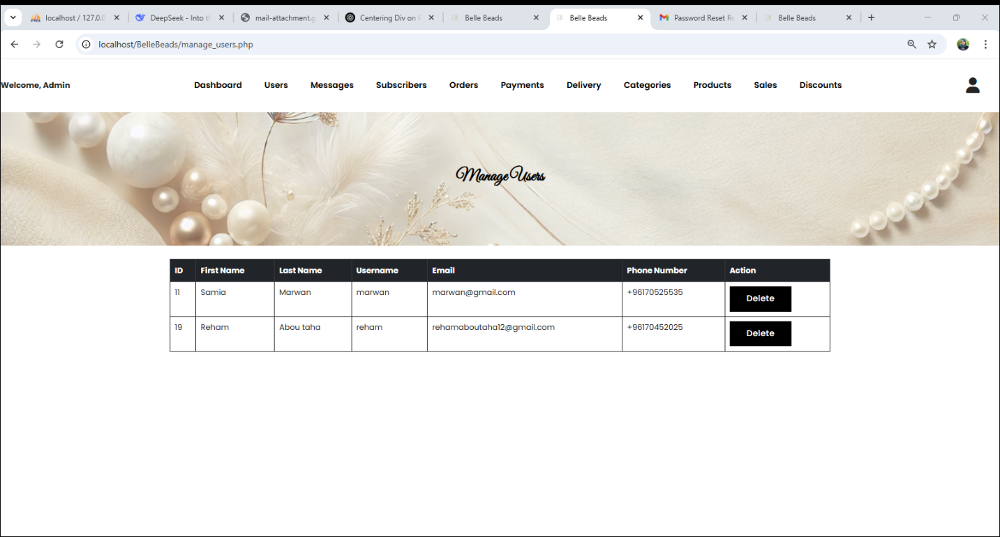 localhost / 127.0.0
DeepSeek - Into th
mail-attachment.g
Centering Div on
Belle Beads
Belle Beads
Password Reset Re
Belle Beads
localhost/BelleBeads/manage_users.php
Welcome, Admin Dashboard Users Messages Subscribers Orders Payments Delivery Categories Products Sales Discounts
Manage Users
ID First Name Last Name Username Email Phone Number Action
11 Samia Marwan marwan marwan@gmail.com +96170525535 Delete
19 Reham Abou taha reham rehamaboutaha12@gmail.com +96170452025 Delete